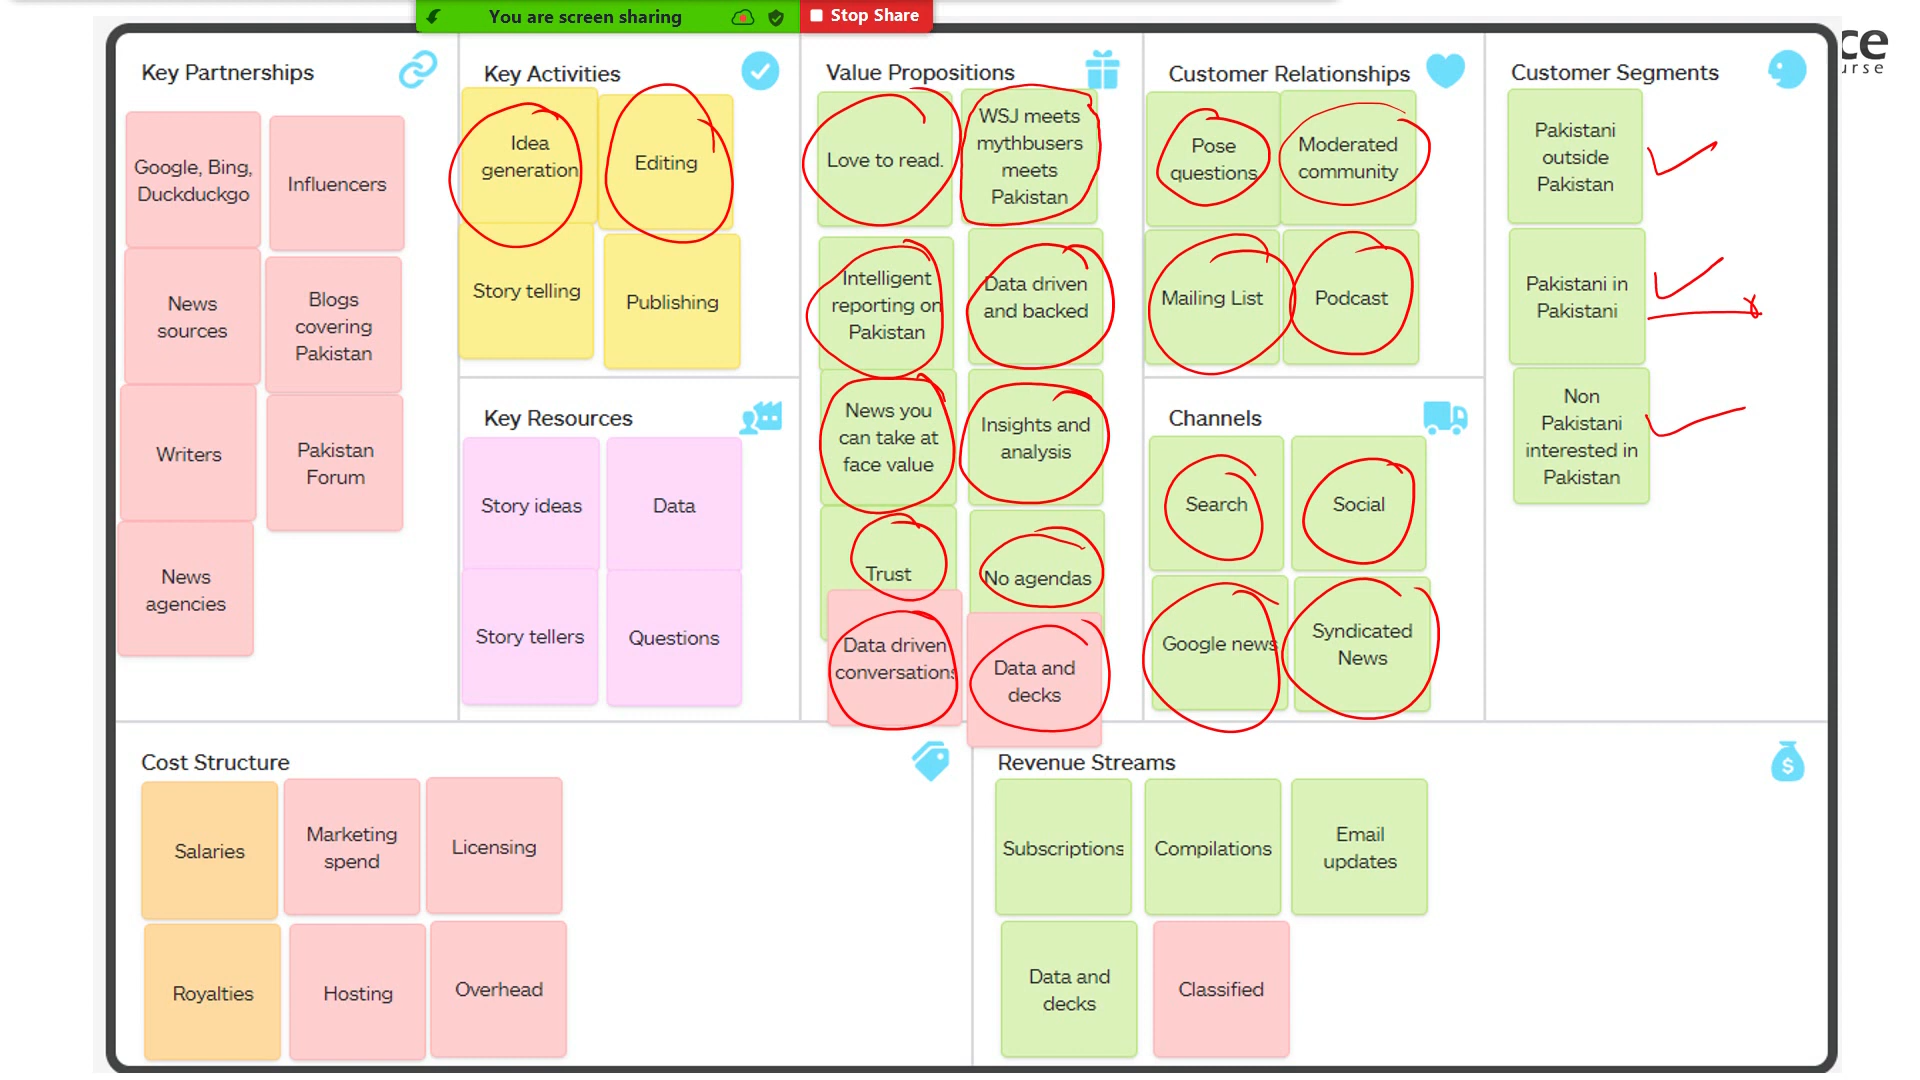 You are screen sharing
Stop Share
ce
urse
Key Partnerships
Google, Bing,
Duckduckgo
Influencers
News
sources
Blogs
covering
Pakistan
Writers
Pakistan
Forum
News
agencies
Key Activities
Idea
generation
Editing
Story telling
Publishing
Key Resources
Story ideas
Data
Story tellers
Questions
Value Propositions
Love to read.
WSJ meets
mythbusers
meets
Pakistan
Intelligent
reporting on
Pakistan
Data driven
and backed
News you
can take at
face value
Insights and
analysis
Trust
No agendas
Data driven
conversations
Data and
decks
Customer Relationships
Pose
questions
Moderated
community
Mailing List
Podcast
Channels
Search
Social
Google news
Syndicated
News
Customer Segments
Pakistani
outside
Pakistan
Pakistani in
Pakistani
Non
Pakistani
interested in
Pakistan
Cost Structure
Salaries
Marketing
spend
Licensing
Royalties
Hosting
Overhead
Revenue Streams
Subscriptions
Compilations
Email
updates
Data and
decks
Classified